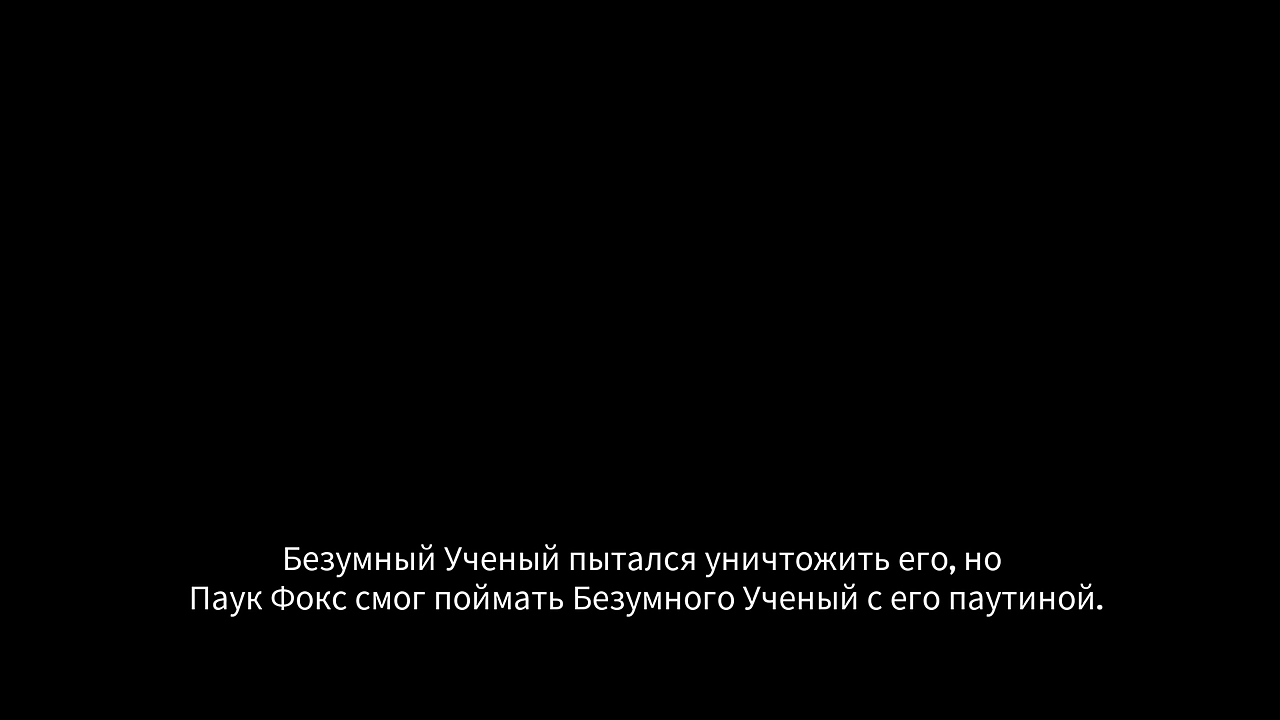 Безумный Ученый пытался уничтожить его, но
Паук Фокс смог поймать Безумного Ученый с его паутиной.